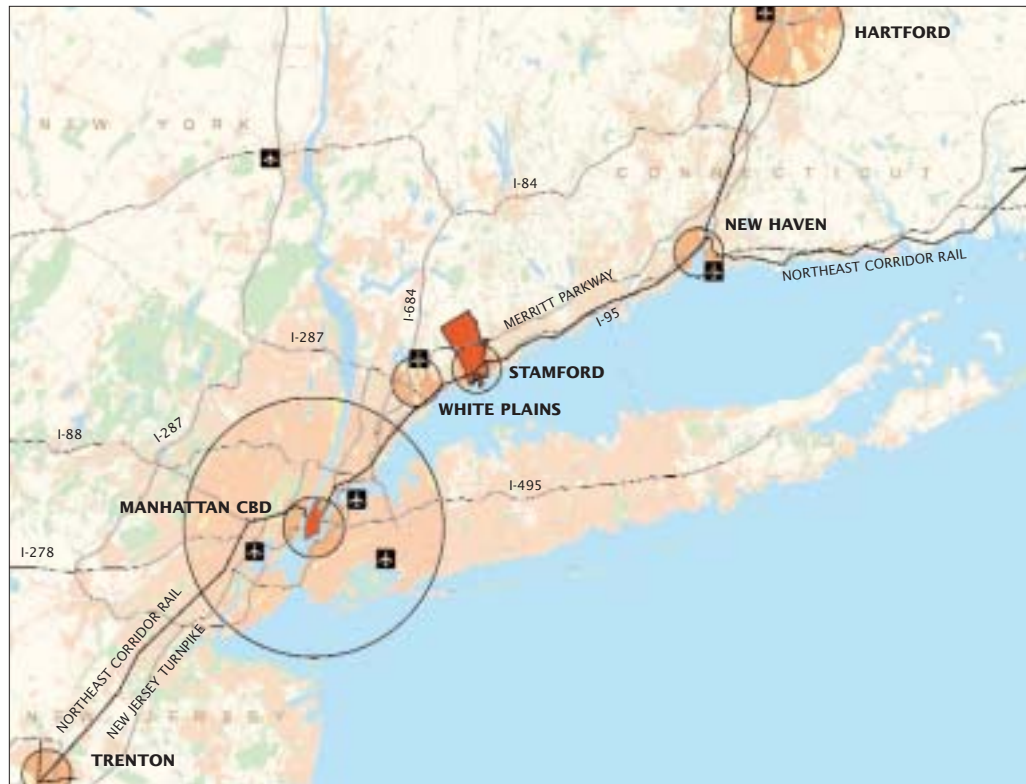 HARTFORD
NEW YORK
CONNECTICUT
I-84
NEW HAVEN
NORTHEAST CORRIDOR RAIL
MERRITT PARKWAY
I-95
I-684
I-287
STAMFORD
WHITE PLAINS
I-287
I-88
I-495
MANHATTAN CBD
I-278
NORTHEAST CORRIDOR RAIL
NEW JERSEY TURNPIKE
NEW JERSEY
TRENTON